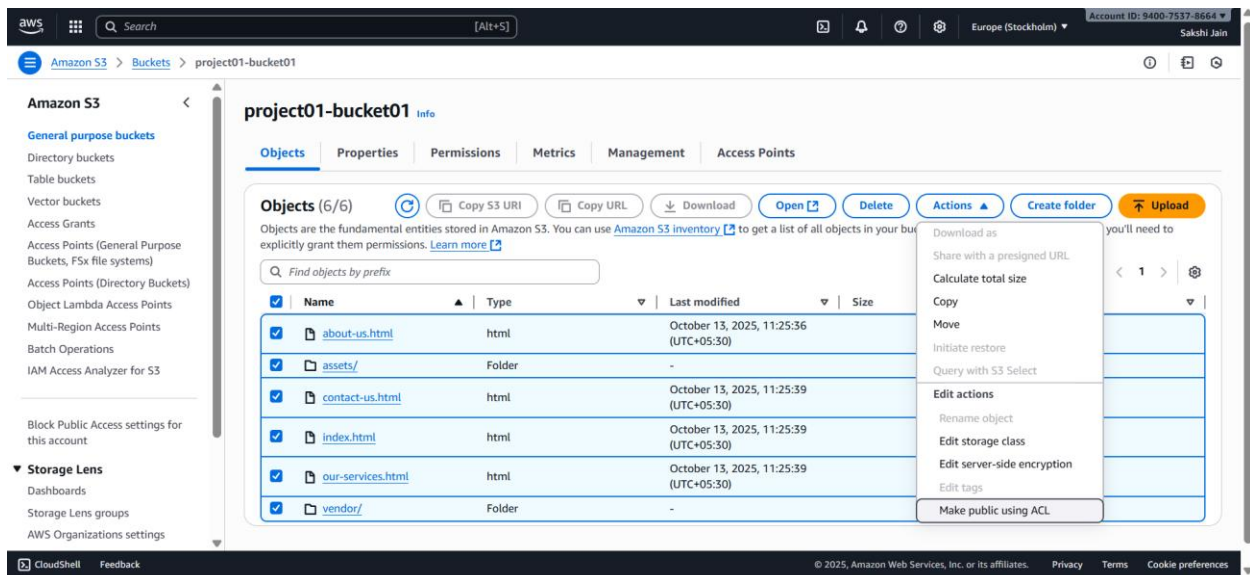 aws
Search
[Alt+S]
Europe (Stockholm) ▼
Account ID: 9400-7537-8664 ▼
Sakshi Jain
Amazon S3 > Buckets > project01-bucket01
Amazon S3
General purpose buckets
Directory buckets
Table buckets
Vector buckets
Access Grants
Access Points (General Purpose
Buckets, FSx file systems)
Access Points (Directory Buckets)
Object Lambda Access Points
Multi-Region Access Points
Batch Operations
IAM Access Analyzer for S3
Block Public Access settings for
this account
▼ Storage Lens
Dashboards
Storage Lens groups
AWS Organizations settings
project01-bucket01 Info
Objects Properties Permissions Metrics Management Access Points
Objects (6/6) Copy S3 URI Copy URL Download Open Delete Actions ▲ Create folder Upload
Objects are the fundamental entities stored in Amazon S3. You can use Amazon S3 inventory to get a list of all objects in your you'll need to
explicitly grant them permissions. Learn more
Find objects by prefix
< 1 >
Name Type Last modified Size
about-us.html html October 13, 2025, 11:25:36
(UTC+05:30)
assets/ Folder -
contact-us.html html October 13, 2025, 11:25:39
(UTC+05:30)
index.html html October 13, 2025, 11:25:39
(UTC+05:30)
our-services.html html October 13, 2025, 11:25:39
(UTC+05:30)
vendor/ Folder -
Download as
Share with a presigned URL
Calculate total size
Copy
Move
Initiate restore
Query with S3 Select
Edit actions
Rename object
Edit storage class
Edit server-side encryption
Edit tags
Make public using ACL
CloudShell Feedback
© 2025, Amazon Web Services, Inc. or its affiliates. Privacy Terms Cookie preferences